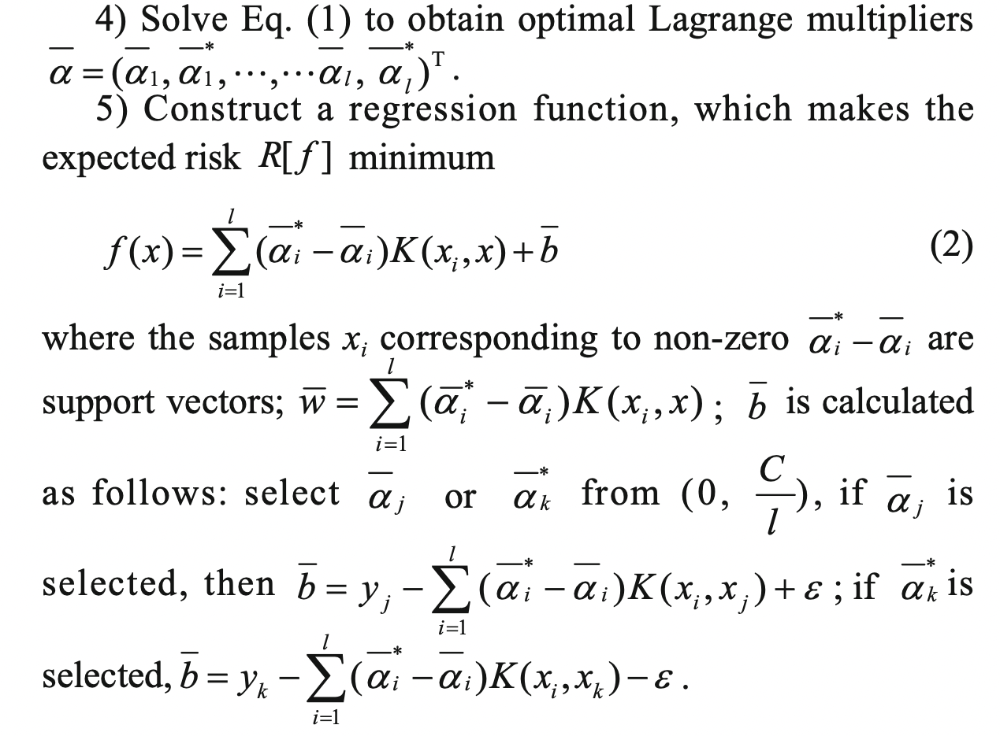 4) Solve Eq. (1) to obtain optimal Lagrange multipliers
$\overline{\alpha} = (\overline{\alpha}_1, \overline{\alpha}_1^*, \cdots, \cdots \overline{\alpha}_l, \overline{\alpha}_l^*)^{\mathrm{T}}$ .
5) Construct a regression function, which makes the
expected risk $R[f]$ minimum
$f(x) = \sum_{i=1}^{l} (\overline{\alpha}_i^* - \overline{\alpha}_i) K(x_i, x) + \overline{b}$ (2)
where the samples $x_i$ corresponding to non-zero $\overline{\alpha}_i^* - \overline{\alpha}_i$ are
support vectors; $\overline{w} = \sum_{i=1}^{l} (\overline{\alpha}_i^* - \overline{\alpha}_i) K(x_i, x)$ ; $\overline{b}$ is calculated
as follows: select $\overline{\alpha}_j$ or $\overline{\alpha}_k^*$ from $(0, \frac{C}{l})$, if $\overline{\alpha}_j$ is
selected, then $\overline{b} = y_j - \sum_{i=1}^{l} (\overline{\alpha}_i^* - \overline{\alpha}_i) K(x_i, x_j) + \varepsilon$ ; if $\overline{\alpha}_k^*$ is
selected, $\overline{b} = y_k - \sum_{i=1}^{l} (\overline{\alpha}_i^* - \overline{\alpha}_i) K(x_i, x_k) - \varepsilon$ .